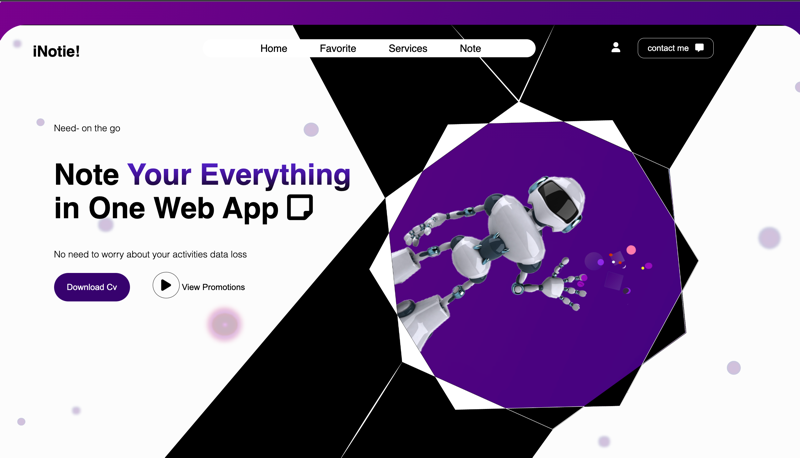 iNotie!
Home Favorite Services Note
contact me
Need- on the go
Note Your Everything
in One Web App
No need to worry about your activities data loss
Download Cv
View Promotions